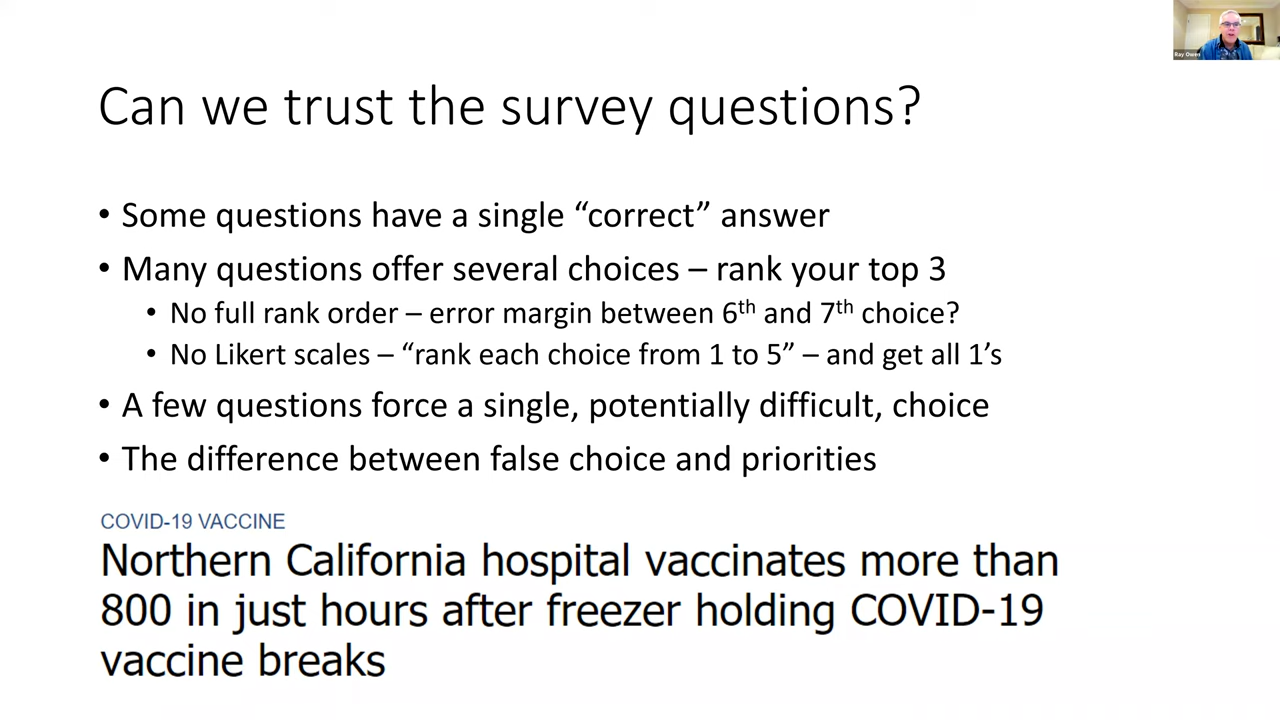 Ray Owen
Can we trust the survey questions?
• Some questions have a single “correct” answer
• Many questions offer several choices – rank your top 3
• No full rank order – error margin between 6th and 7th choice?
• No Likert scales – “rank each choice from 1 to 5” – and get all 1’s
• A few questions force a single, potentially difficult, choice
• The difference between false choice and priorities
COVID-19 VACCINE
Northern California hospital vaccinates more than
800 in just hours after freezer holding COVID-19
vaccine breaks